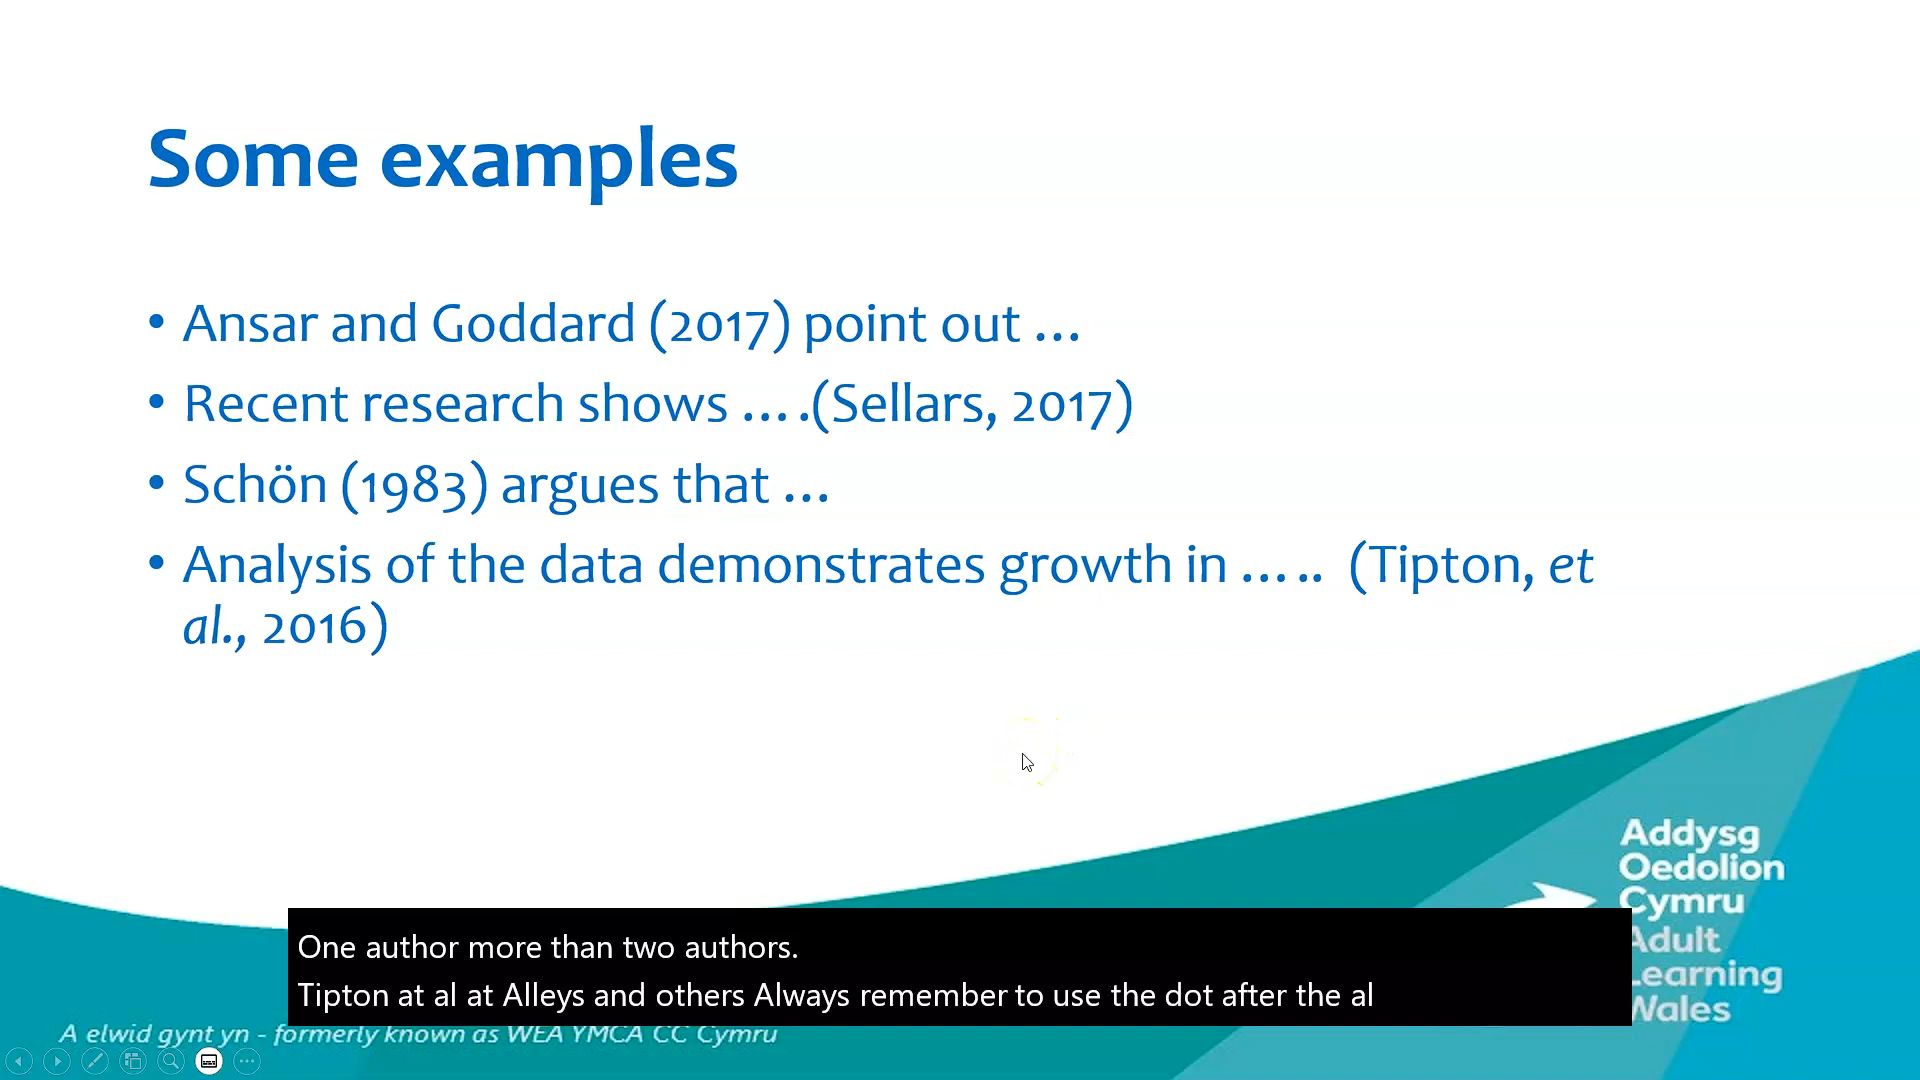 Some examples
• Ansar and Goddard (2017) point out …
• Recent research shows ….(Sellars, 2017)
• Schön (1983) argues that …
• Analysis of the data demonstrates growth in ….. (Tipton, et
al., 2016)
Addysg
Oedolion
Cymru
Adult
Learning
Wales
One author more than two authors.
Tipton at al at Alleys and others Always remember to use the dot after the al
A elwid gynt yn - formerly known as WEA YMCA CC Cymru